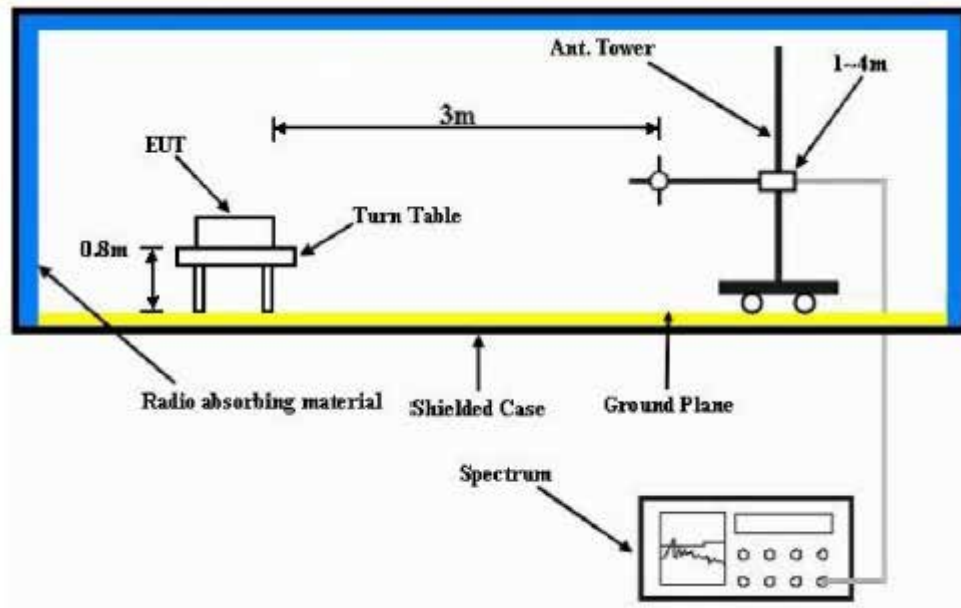 Ant. Tower
1~4m
3m
EUT
Turn Table
0.8m
Radio absorbing material
Shielded Case
Ground Plane
Spectrum